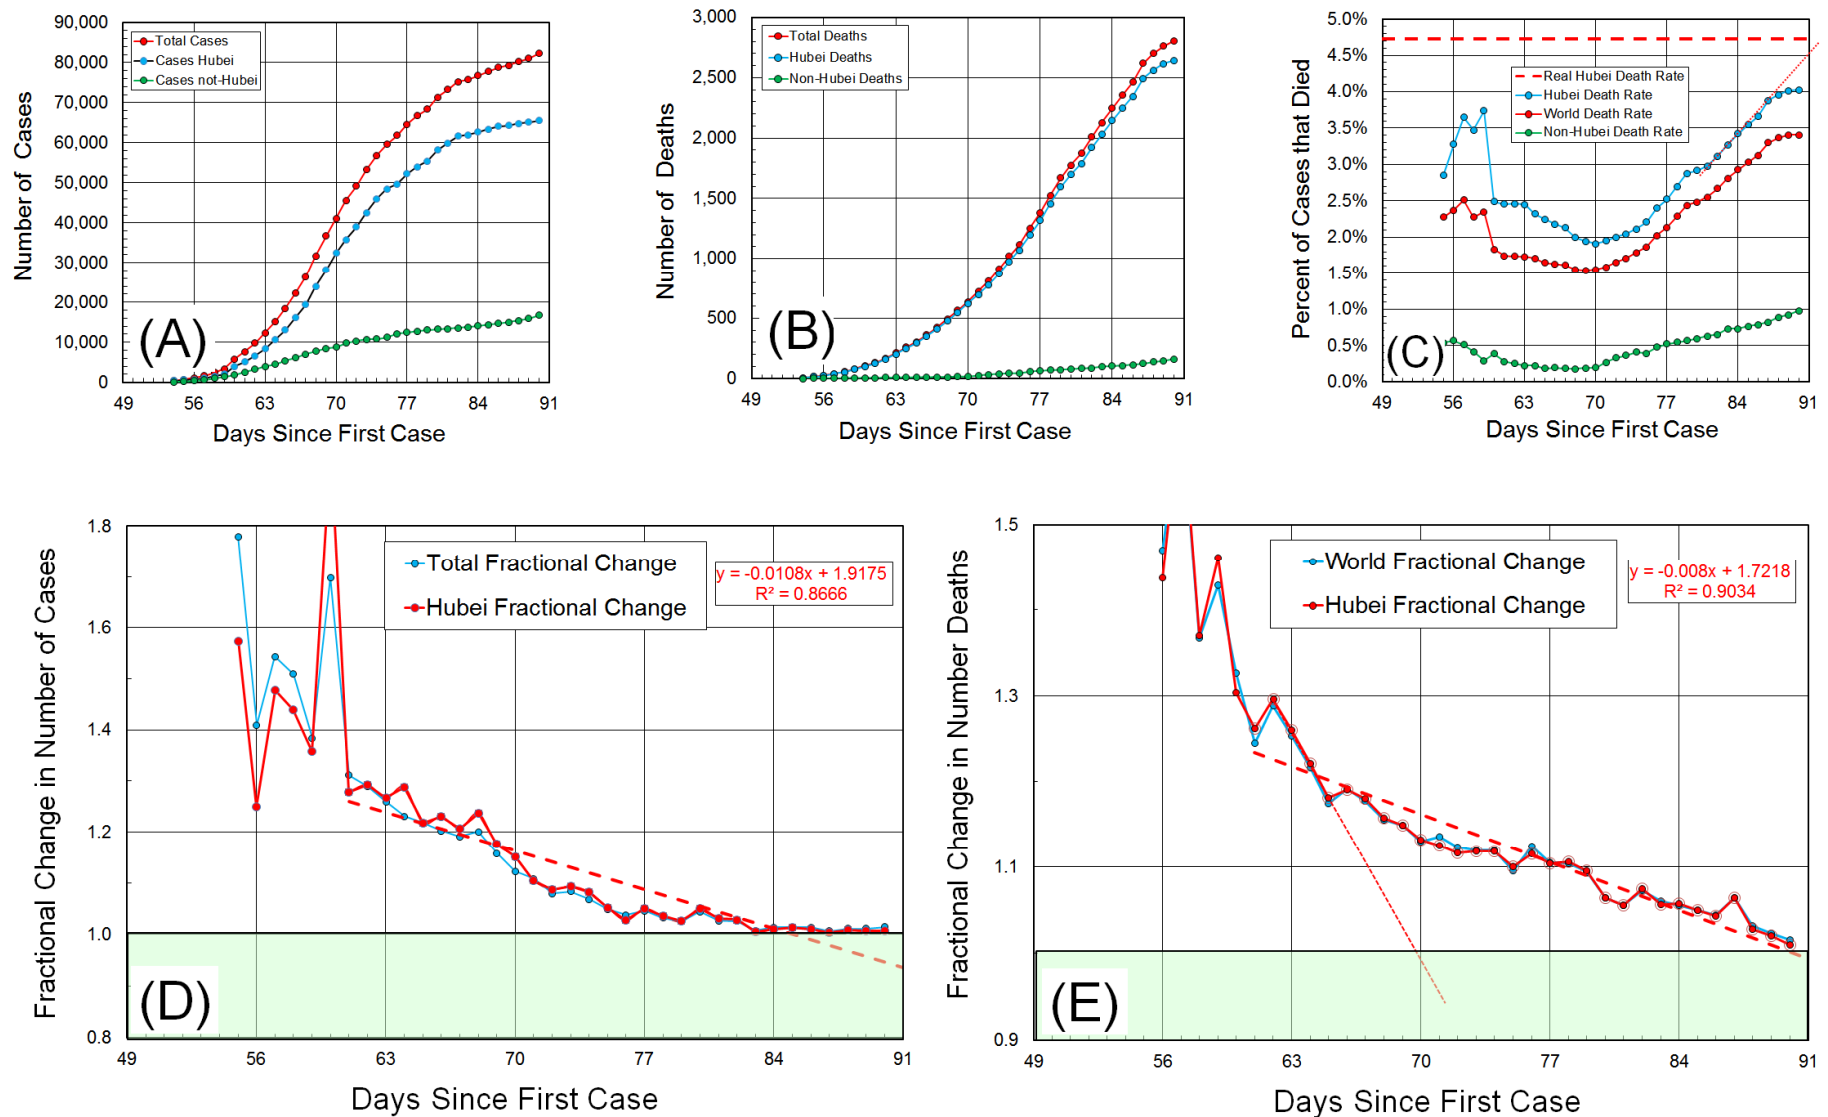 90,000
80,000
70,000
60,000
50,000
40,000
30,000
20,000
10,000
0
Number of Cases
Total Cases
Cases Hubei
Cases not-Hubei
(A)
49 56 63 70 77 84 91
Days Since First Case
3,000
2,500
2,000
1,500
1,000
500
0
Number of Deaths
Total Deaths
Hubei Deaths
Non-Hubei Deaths
(B)
49 56 63 70 77 84 91
Days Since First Case
5.0%
4.5%
4.0%
3.5%
3.0%
2.5%
2.0%
1.5%
1.0%
0.5%
0.0%
Percent of Cases that Died
Real Hubei Death Rate
Hubei Death Rate
World Death Rate
Non-Hubei Death Rate
(C)
49 56 63 70 77 84 91
Days Since First Case
1.8
1.6
1.4
1.2
1.0
0.8
Fractional Change in Number of Cases
Total Fractional Change
Hubei Fractional Change
y = -0.0108x + 1.9175
R² = 0.8666
(D)
49 56 63 70 77 84 91
Days Since First Case
1.5
1.3
1.1
0.9
Fractional Change in Number Deaths
World Fractional Change
Hubei Fractional Change
y = -0.008x + 1.7218
R² = 0.9034
(E)
49 56 63 70 77 84 91
Days Since First Case